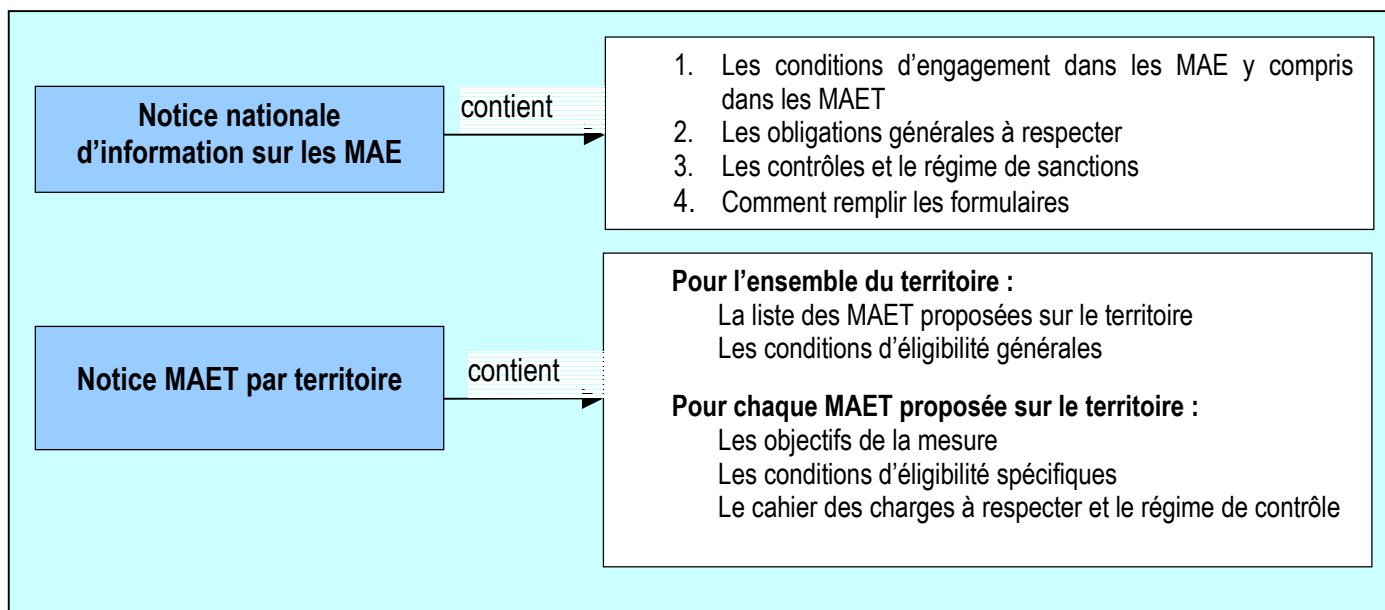 Notice nationale
d’information sur les MAE
contient
1. Les conditions d’engagement dans les MAE y compris
dans les MAET
2. Les obligations générales à respecter
3. Les contrôles et le régime de sanctions
4. Comment remplir les formulaires
Notice MAET par territoire
contient
Pour l’ensemble du territoire :
La liste des MAET proposées sur le territoire
Les conditions d’éligibilité générales
Pour chaque MAET proposée sur le territoire :
Les objectifs de la mesure
Les conditions d’éligibilité spécifiques
Le cahier des charges à respecter et le régime de contrôle